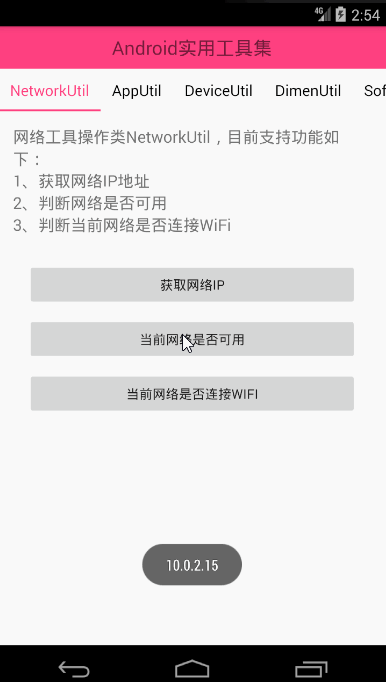 4G 2:54
Android实用工具集
NetworkUtil AppUtil DeviceUtil DimenUtil Sof
网络工具操作类NetworkUtil，目前支持功能如
下：
1、获取网络IP地址
2、判断网络是否可用
3、判断当前网络是否连接WiFi
获取网络IP
当前网络是否可用
当前网络是否连接WIFI
10.0.2.15